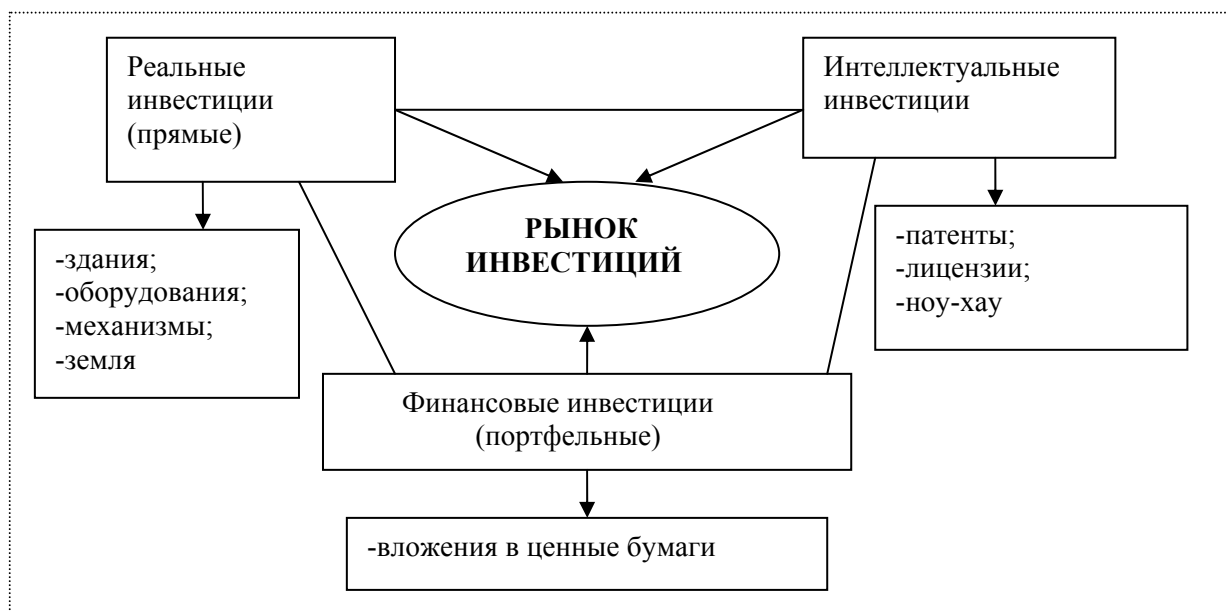 Реальные
инвестиции
(прямые)
Интеллектуальные
инвестиции
РЫНОК
ИНВЕСТИЦИЙ
-здания;
-оборудования;
-механизмы;
-земля
-патенты;
-лицензии;
-ноу-хау
Финансовые инвестиции
(портфельные)
-вложения в ценные бумаги